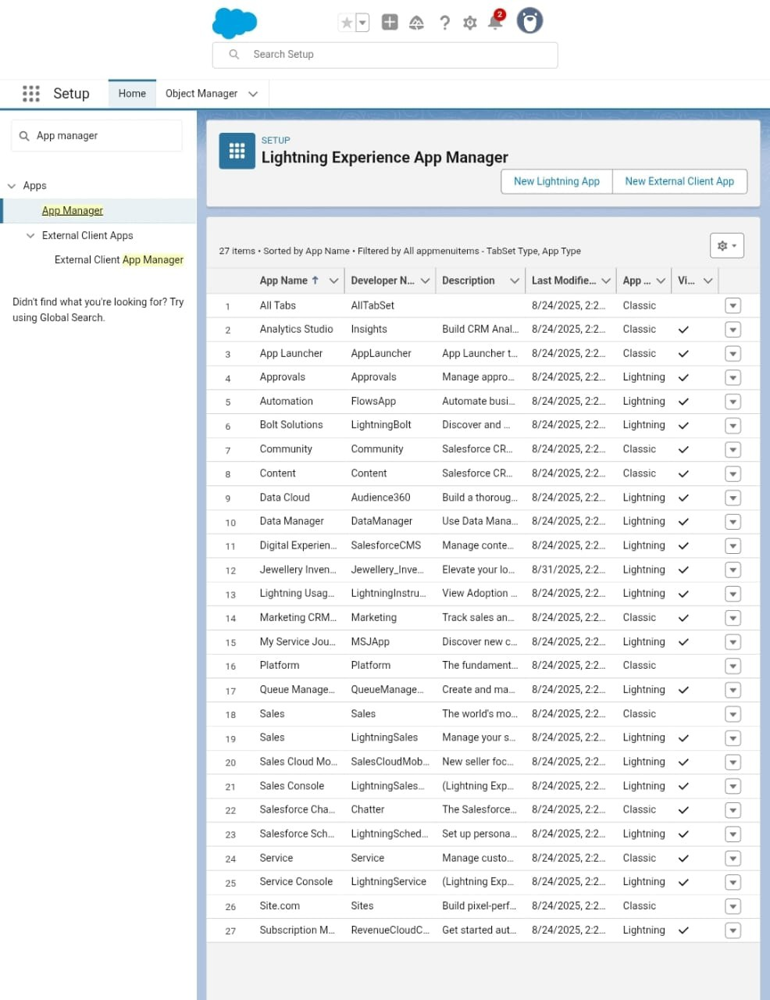 2
Search Setup
Setup Home Object Manager
App manager
Apps
App Manager
External Client Apps
External Client App Manager
Didn't find what you're looking for? Try
using Global Search.
SETUP
Lightning Experience App Manager
New Lightning App New External Client App
27 items • Sorted by App Name • Filtered by All appmenuitems - TabSet Type, App Type
App Name ↑ Developer N... Description Last Modifie... App ... Vi...
1 All Tabs AllTabSet 8/24/2025, 2:2... Classic
2 Analytics Studio Insights Build CRM Anal... 8/24/2025, 2:2... Classic ✓
3 App Launcher AppLauncher App Launcher t... 8/24/2025, 2:2... Classic ✓
4 Approvals Approvals Manage appro... 8/24/2025, 2:2... Lightning ✓
5 Automation FlowsApp Automate busi... 8/24/2025, 2:2... Lightning ✓
6 Bolt Solutions LightningBolt Discover and ... 8/24/2025, 2:2... Lightning ✓
7 Community Community Salesforce CR... 8/24/2025, 2:2... Classic ✓
8 Content Content Salesforce CR... 8/24/2025, 2:2... Classic ✓
9 Data Cloud Audience360 Build a thoroug... 8/24/2025, 2:2... Lightning ✓
10 Data Manager DataManager Use Data Mana... 8/24/2025, 2:2... Lightning ✓
11 Digital Experien... SalesforceCMS Manage conte... 8/24/2025, 2:2... Lightning ✓
12 Jewellery Inven... Jewellery_Inve... Elevate your lo... 8/31/2025, 2:2... Lightning ✓
13 Lightning Usag... LightningInstru... View Adoption ... 8/24/2025, 2:2... Lightning ✓
14 Marketing CRM... Marketing Track sales an... 8/24/2025, 2:2... Classic ✓
15 My Service Jou... MSJApp Discover new c... 8/24/2025, 2:2... Lightning ✓
16 Platform Platform The fundament... 8/24/2025, 2:2... Classic
17 Queue Manage... QueueManage... Create and ma... 8/24/2025, 2:2... Lightning ✓
18 Sales Sales The world's mo... 8/24/2025, 2:2... Classic
19 Sales LightningSales Manage your s... 8/24/2025, 2:2... Lightning ✓
20 Sales Cloud Mo... SalesCloudMob... New seller foc... 8/24/2025, 2:2... Lightning ✓
21 Sales Console LightningSales... (Lightning Exp... 8/24/2025, 2:2... Lightning ✓
22 Salesforce Cha... Chatter The Salesforce... 8/24/2025, 2:2... Classic ✓
23 Salesforce Sch... LightningSched... Set up persona... 8/24/2025, 2:2... Lightning ✓
24 Service Service Manage custo... 8/24/2025, 2:2... Classic ✓
25 Service Console LightningService (Lightning Exp... 8/24/2025, 2:2... Lightning ✓
26 Site.com Sites Build pixel-perf... 8/24/2025, 2:2... Classic
27 Subscription M... RevenueCloudC... Get started aut... 8/24/2025, 2:2... Lightning ✓